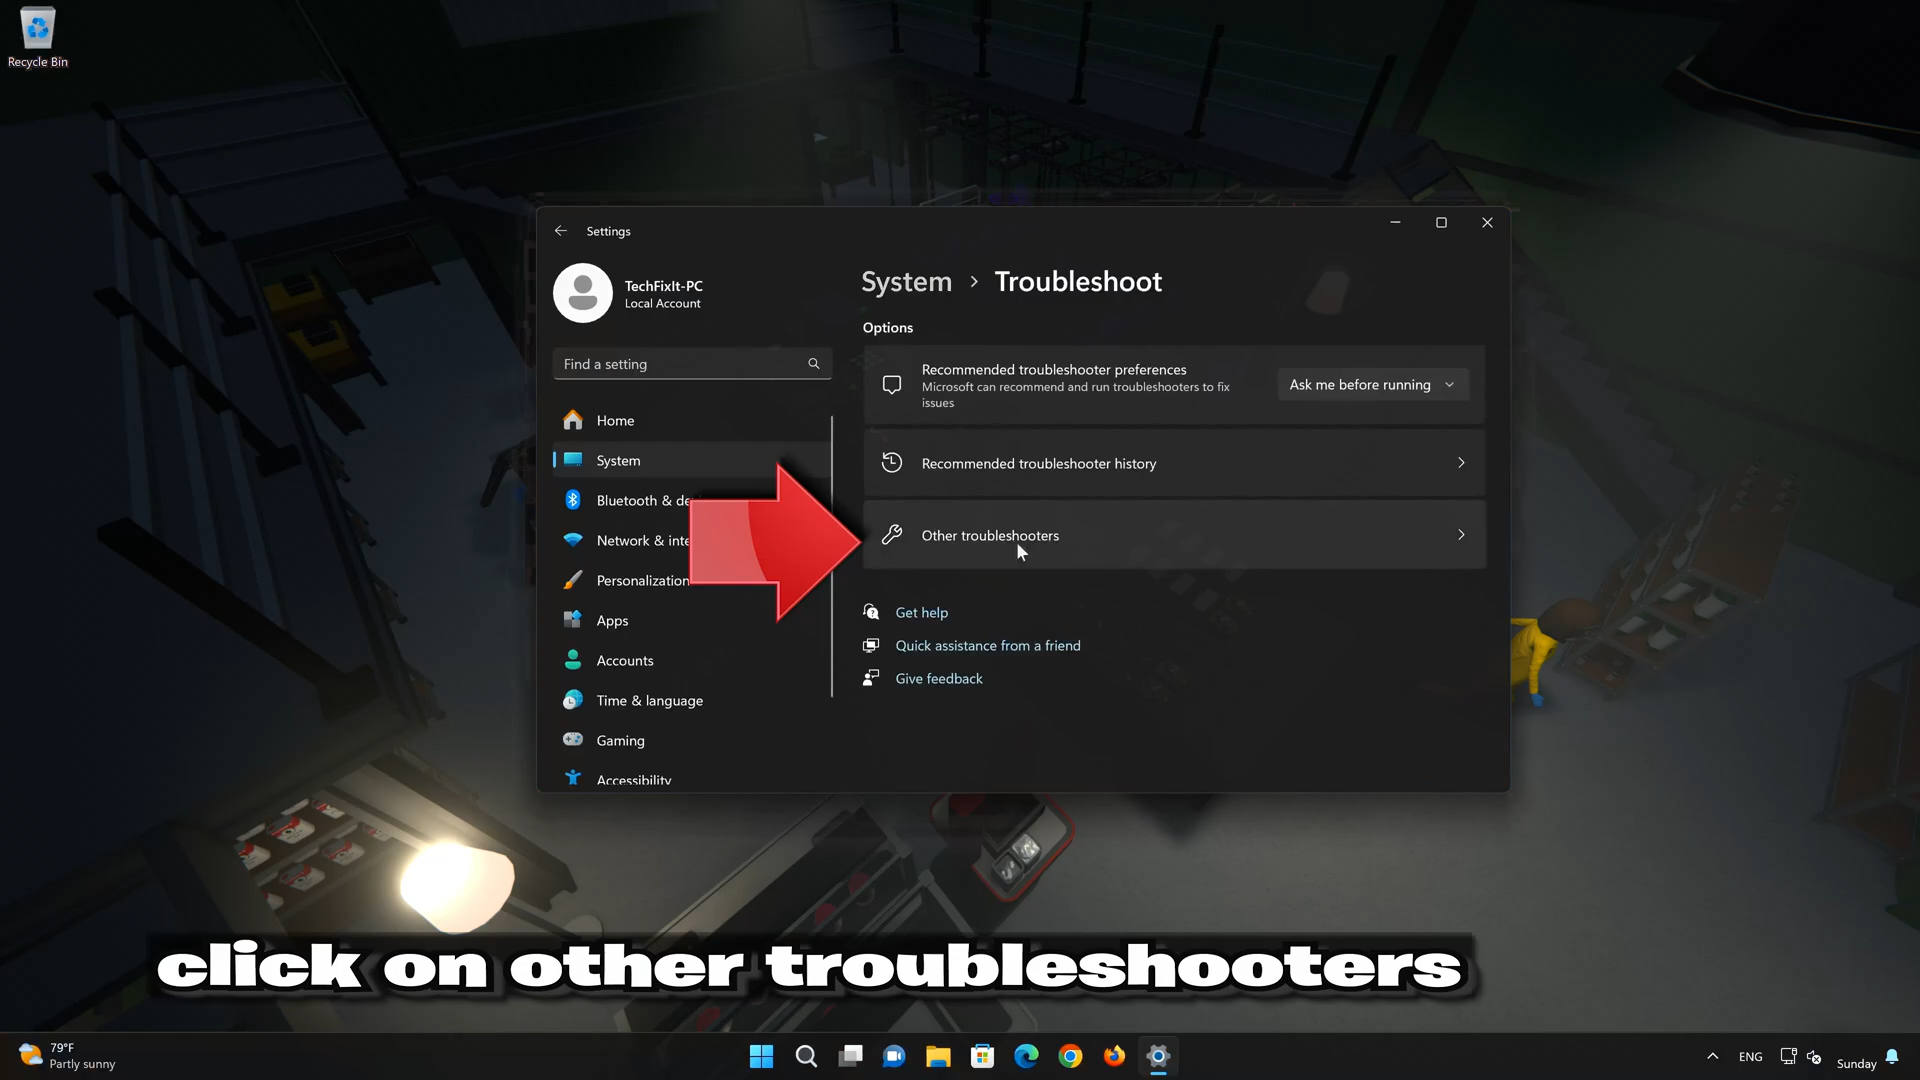 Recycle Bin
Settings
TechFixIt-PC
Local Account
Find a setting
Home
System
Bluetooth & de
Network & inte
Personalization
Apps
Accounts
Time & language
Gaming
Accessibility
System > Troubleshoot
Options
Recommended troubleshooter preferences
Microsoft can recommend and run troubleshooters to fix
issues
Ask me before running
Recommended troubleshooter history
Other troubleshooters
Get help
Quick assistance from a friend
Give feedback
click on other troubleshooters
79°F
Partly sunny
ENG
Sunday